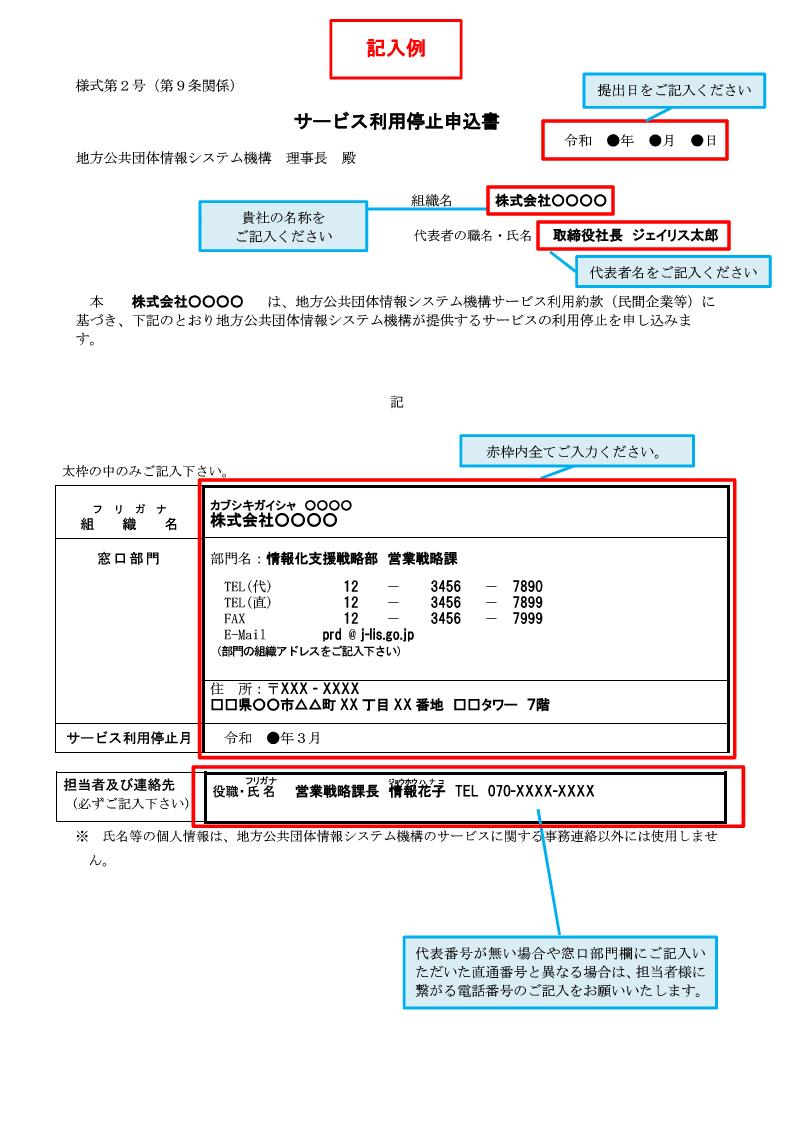 記入例
様式第２号（第９条関係）
提出日をご記入ください
サービス利用停止申込書
令和　●年　●月　●日
地方公共団体情報システム機構　理事長　殿
組織名　株式会社〇〇〇〇
貴社の名称を
ご記入ください
代表者の職名・氏名　取締役社長　ジェイリス太郎
代表者名をご記入ください
本　株式会社〇〇〇〇　は、地方公共団体情報システム機構サービス利用約款（民間企業等）に
基づき、下記のとおり地方公共団体情報システム機構が提供するサービスの利用停止を申し込みま
す。
記
赤枠内全てご入力ください。
太枠の中のみご記入下さい。
フリガナ　カブシキガイシャ　〇〇〇〇
組　織　名　株式会社〇〇〇〇
窓口部門　部門名：情報化支援戦略部　営業戦略課
TEL(代)　12　－　3456　－　7890
TEL(直)　12　－　3456　－　7899
FAX　12　－　3456　－　7999
E-Mail　prd @ j-lis.go.jp
（部門の組織アドレスをご記入下さい）
住　所：〒XXX - XXXX
□□県〇〇市△△町 XX 丁目 XX 番地　□□タワー　7階
サービス利用停止月　令和　●年３月
担当者及び連絡先
（必ずご記入下さい）
フリガナ　ジョウホウハナコ
役職・氏名　営業戦略課長　情報花子　TEL　070-XXXX-XXXX
※　氏名等の個人情報は、地方公共団体情報システム機構のサービスに関する事務連絡以外には使用しませ
ん。
代表番号が無い場合や窓口部門欄にご記入い
ただいた直通番号と異なる場合は、担当者様に
繋がる電話番号のご記入をお願いいたします。